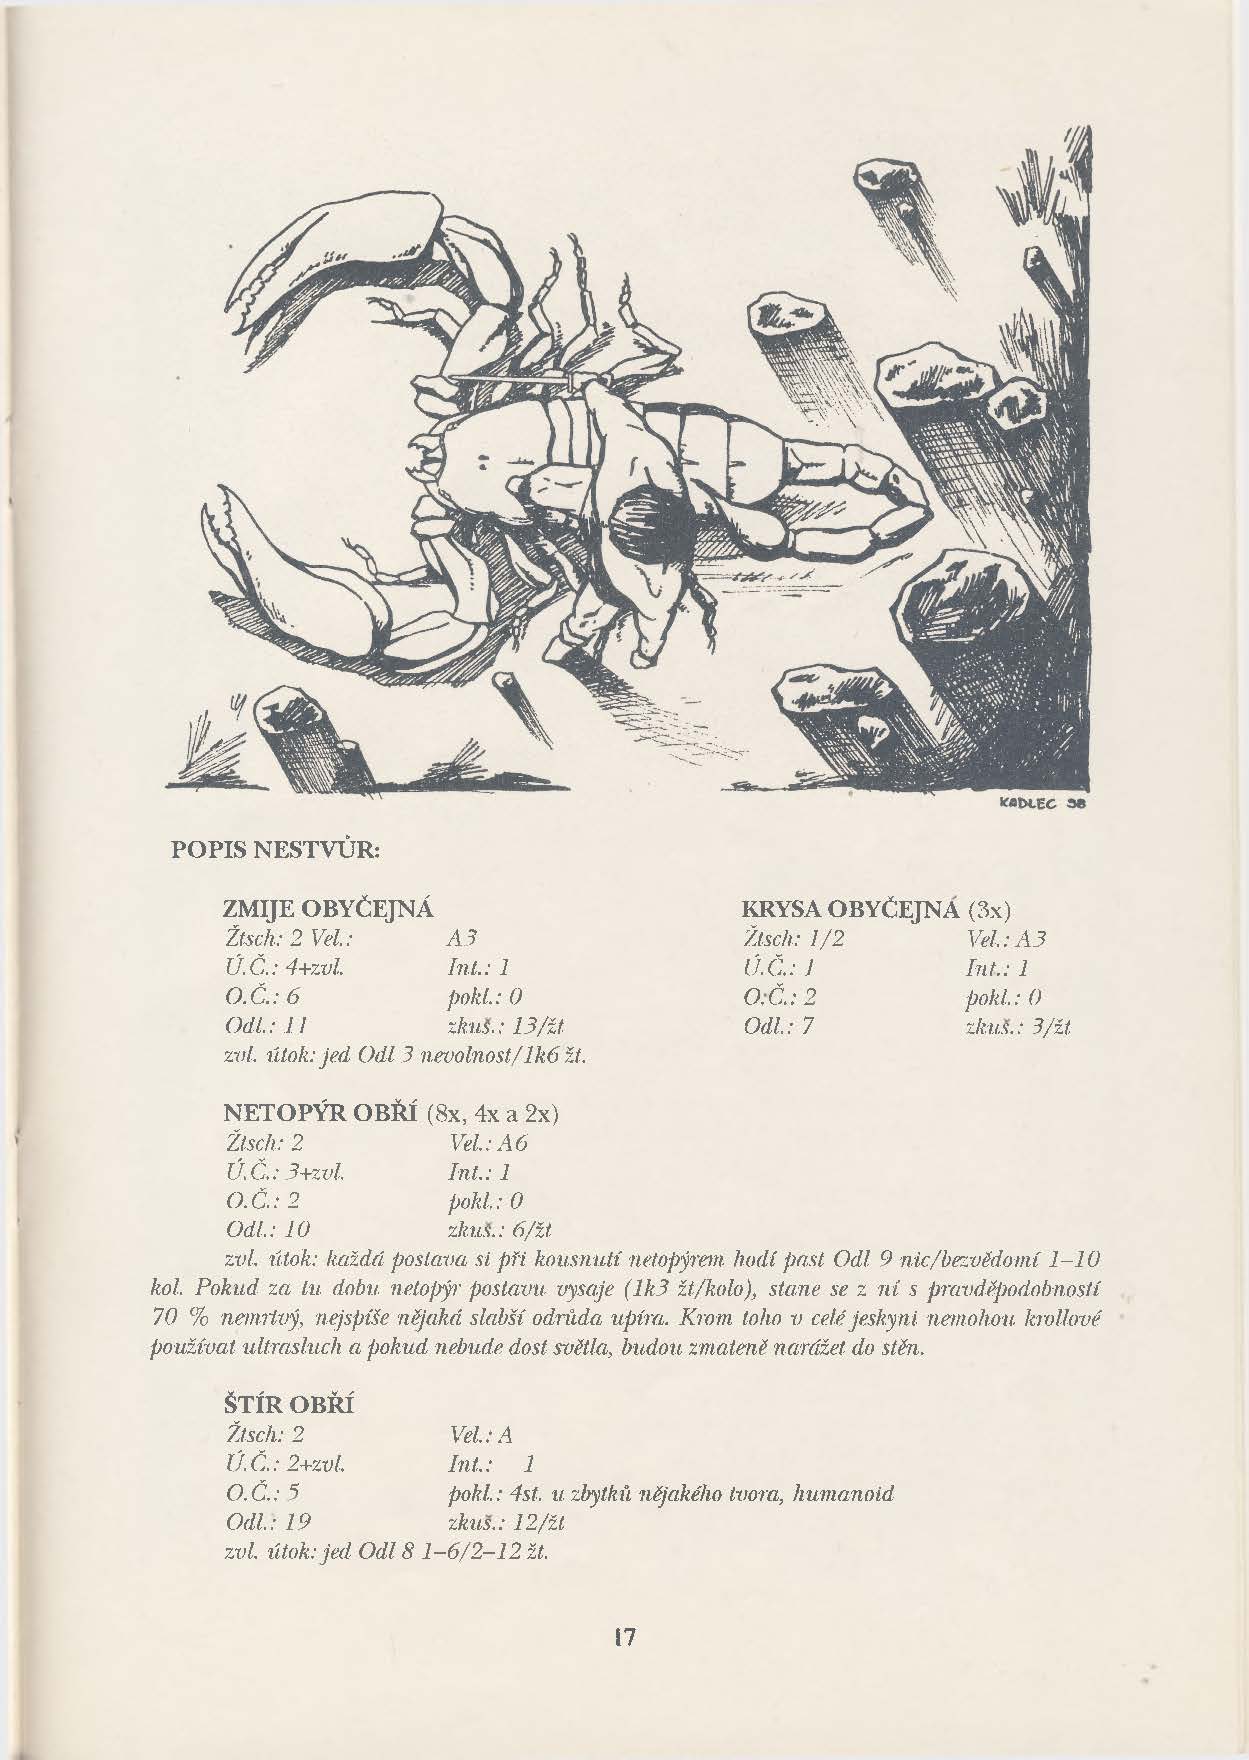 KADLEC 98
POPIS NESTVŮR:
ZMIJE OBYČEJNÁ
Žtsch: 2 Vel.: A3
Ú.Č.: 4+zvl. Int.: 1
O.Č.: 6 pokl.: 0
Odl.: 11 zkuš.: 13/žt
zvl. útok: jed Odl 3 nevolnost/1k6 žt.
KRYSA OBYČEJNÁ (3x)
Žtsch: 1/2 Vel.: A3
Ú.Č.: 1 Int.: 1
O:Č.: 2 pokl.: 0
Odl.: 7 zkuš.: 3/žt
NETOPÝR OBŘÍ (8x, 4x a 2x)
Žtsch: 2 Vel.: A6
Ú.Č.: 3+zvl. Int.: 1
O.Č.: 2 pokl.: 0
Odl.: 10 zkuš.: 6/žt
zvl. útok: každá postava si při kousnutí netopýrem hodí past Odl 9 nic/bezvědomí 1–10
kol. Pokud za tu dobu netopýr postavu vysaje (1k3 žt/kolo), stane se z ní s pravděpodobností
70 % nemrtvý, nejspíše nějaká slabší odrůda upíra. Krom toho v celé jeskyni nemohou krollové
používat ultrasluch a pokud nebude dost světla, budou zmateně narážet do stěn.
ŠTÍR OBŘÍ
Žtsch: 2 Vel.: A
Ú.Č.: 2+zvl. Int.: 1
O.Č.: 5 pokl.: 4st. u zbytků nějakého tvora, humanoid
Odl.: 19 zkuš.: 12/žt
zvl. útok: jed Odl 8 1–6/2–12 žt.
17